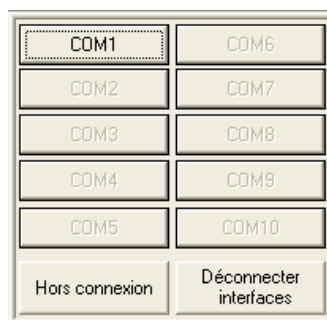 COM1 COM6
COM2 COM7
COM3 COM8
COM4 COM9
COM5 COM10
Hors connexion
Déconnecter
interfaces